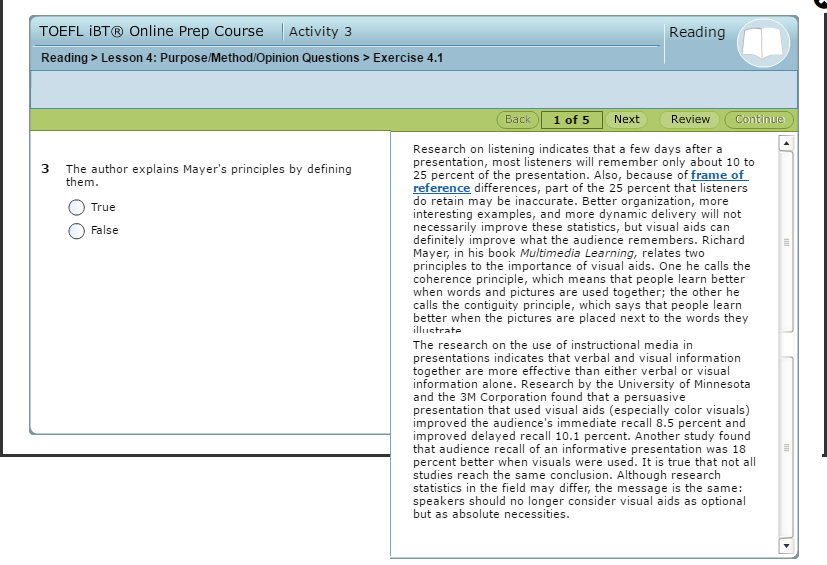 TOEFL iBT® Online Prep Course | Activity 3
Reading
Reading > Lesson 4: Purpose/Method/Opinion Questions > Exercise 4.1
Back 1 of 5 Next Review Continue
3 The author explains Mayer's principles by defining
them.
True
False
Research on listening indicates that a few days after a
presentation, most listeners will remember only about 10 to
25 percent of the presentation. Also, because of frame of
reference differences, part of the 25 percent that listeners
do retain may be inaccurate. Better organization, more
interesting examples, and more dynamic delivery will not
necessarily improve these statistics, but visual aids can
definitely improve what the audience remembers. Richard
Mayer, in his book Multimedia Learning, relates two
principles to the importance of visual aids. One he calls the
coherence principle, which means that people learn better
when words and pictures are used together; the other he
calls the contiguity principle, which says that people learn
better when the pictures are placed next to the words they
illustrate
The research on the use of instructional media in
presentations indicates that verbal and visual information
together are more effective than either verbal or visual
information alone. Research by the University of Minnesota
and the 3M Corporation found that a persuasive
presentation that used visual aids (especially color visuals)
improved the audience's immediate recall 8.5 percent and
improved delayed recall 10.1 percent. Another study found
that audience recall of an informative presentation was 18
percent better when visuals were used. It is true that not all
studies reach the same conclusion. Although research
statistics in the field may differ, the message is the same:
speakers should no longer consider visual aids as optional
but as absolute necessities.